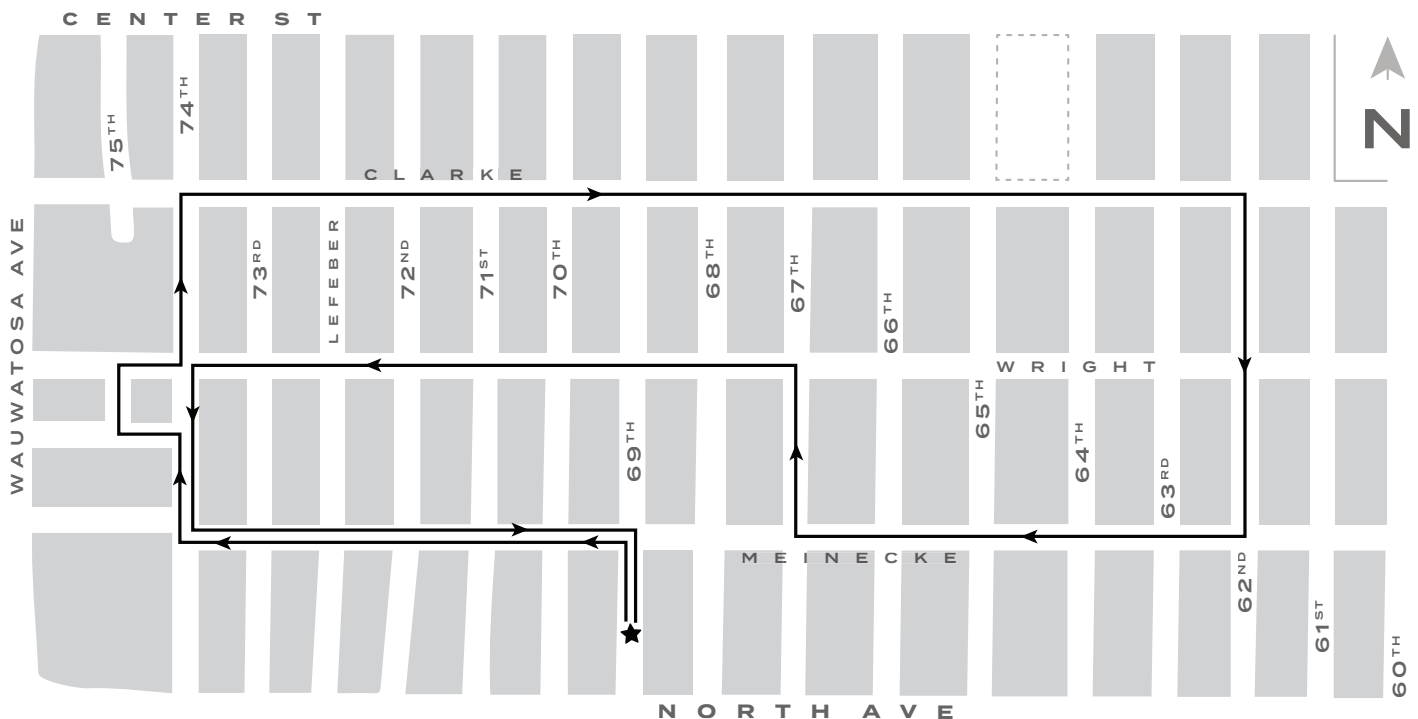 CENTER ST
N
74TH
75TH
CLARKE
WAUWATOSA AVE
73RD
LEFEBER
72ND
71ST
70TH
68TH
67TH
66TH
WRIGHT
65TH
69TH
64TH
63RD
MEINECKE
62ND
61ST
60TH
NORTH AVE